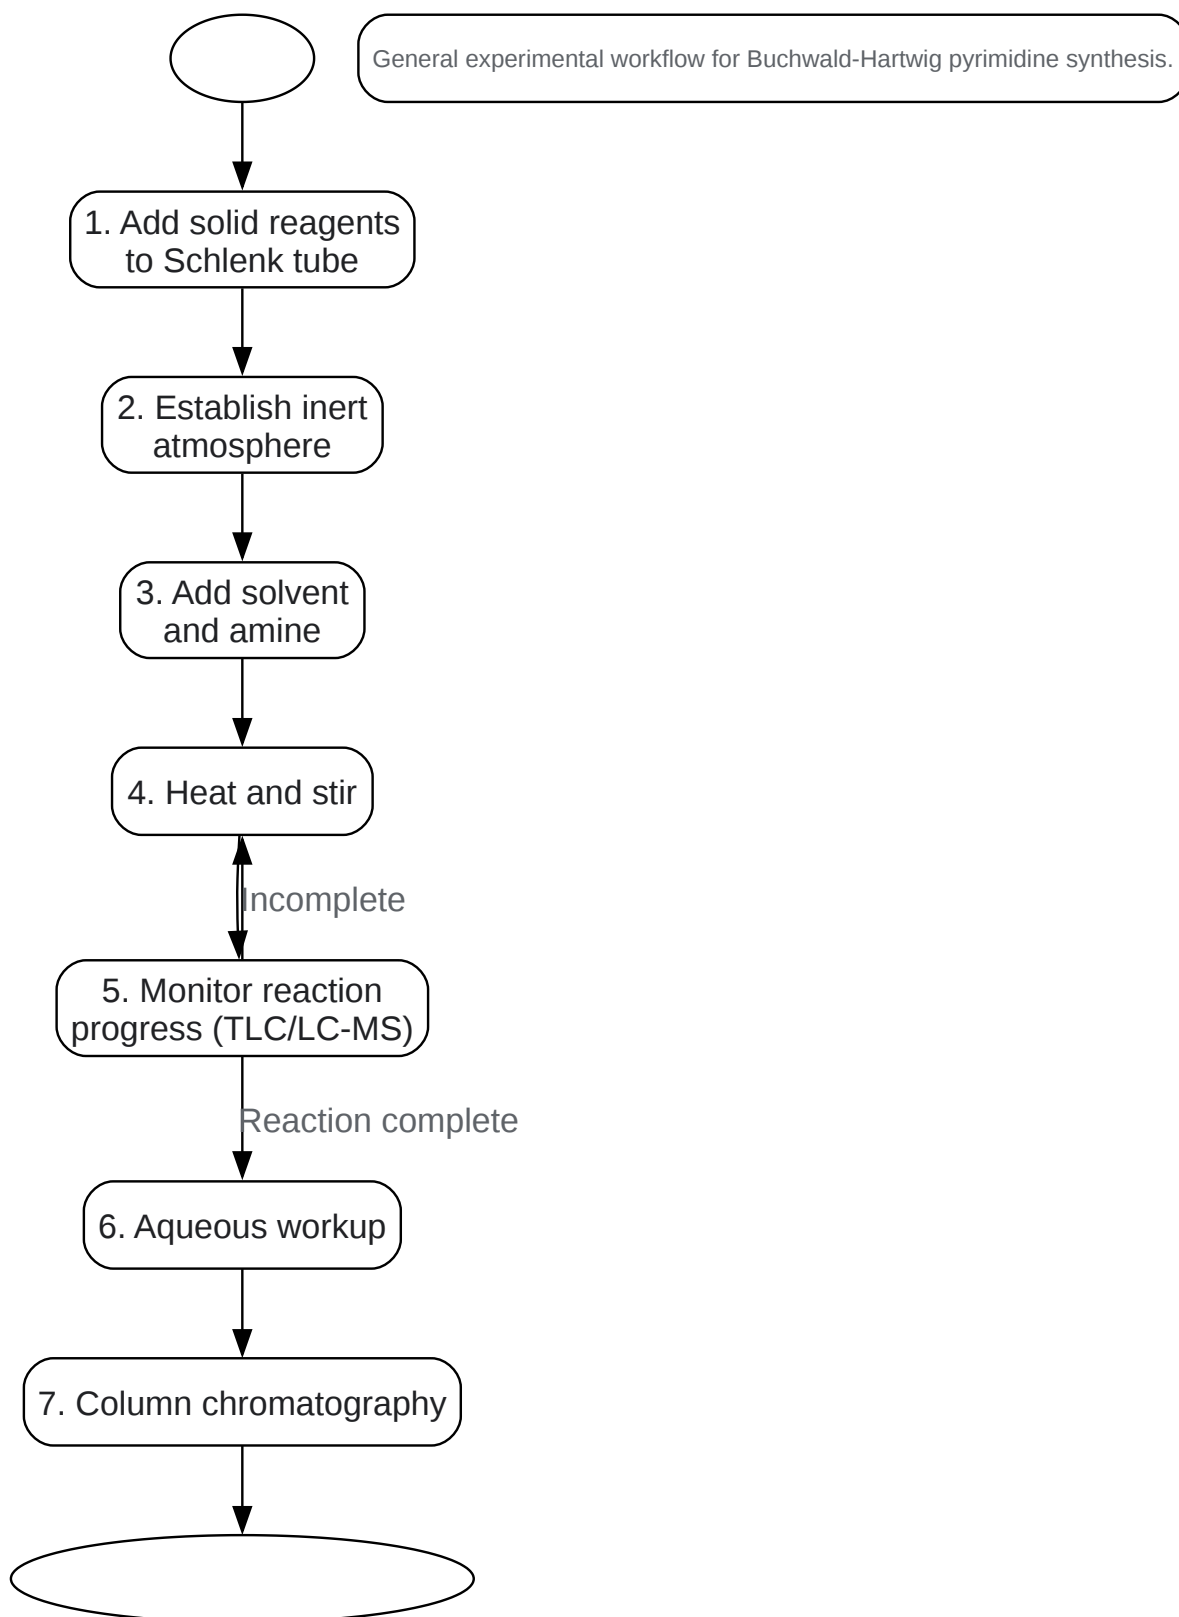 General experimental workflow for Buchwald-Hartwig pyrimidine synthesis.
1. Add solid reagents
to Schlenk tube
2. Establish inert
atmosphere
3. Add solvent
and amine
4. Heat and stir
Incomplete
5. Monitor reaction
progress (TLC/LC-MS)
Reaction complete
6. Aqueous workup
7. Column chromatography